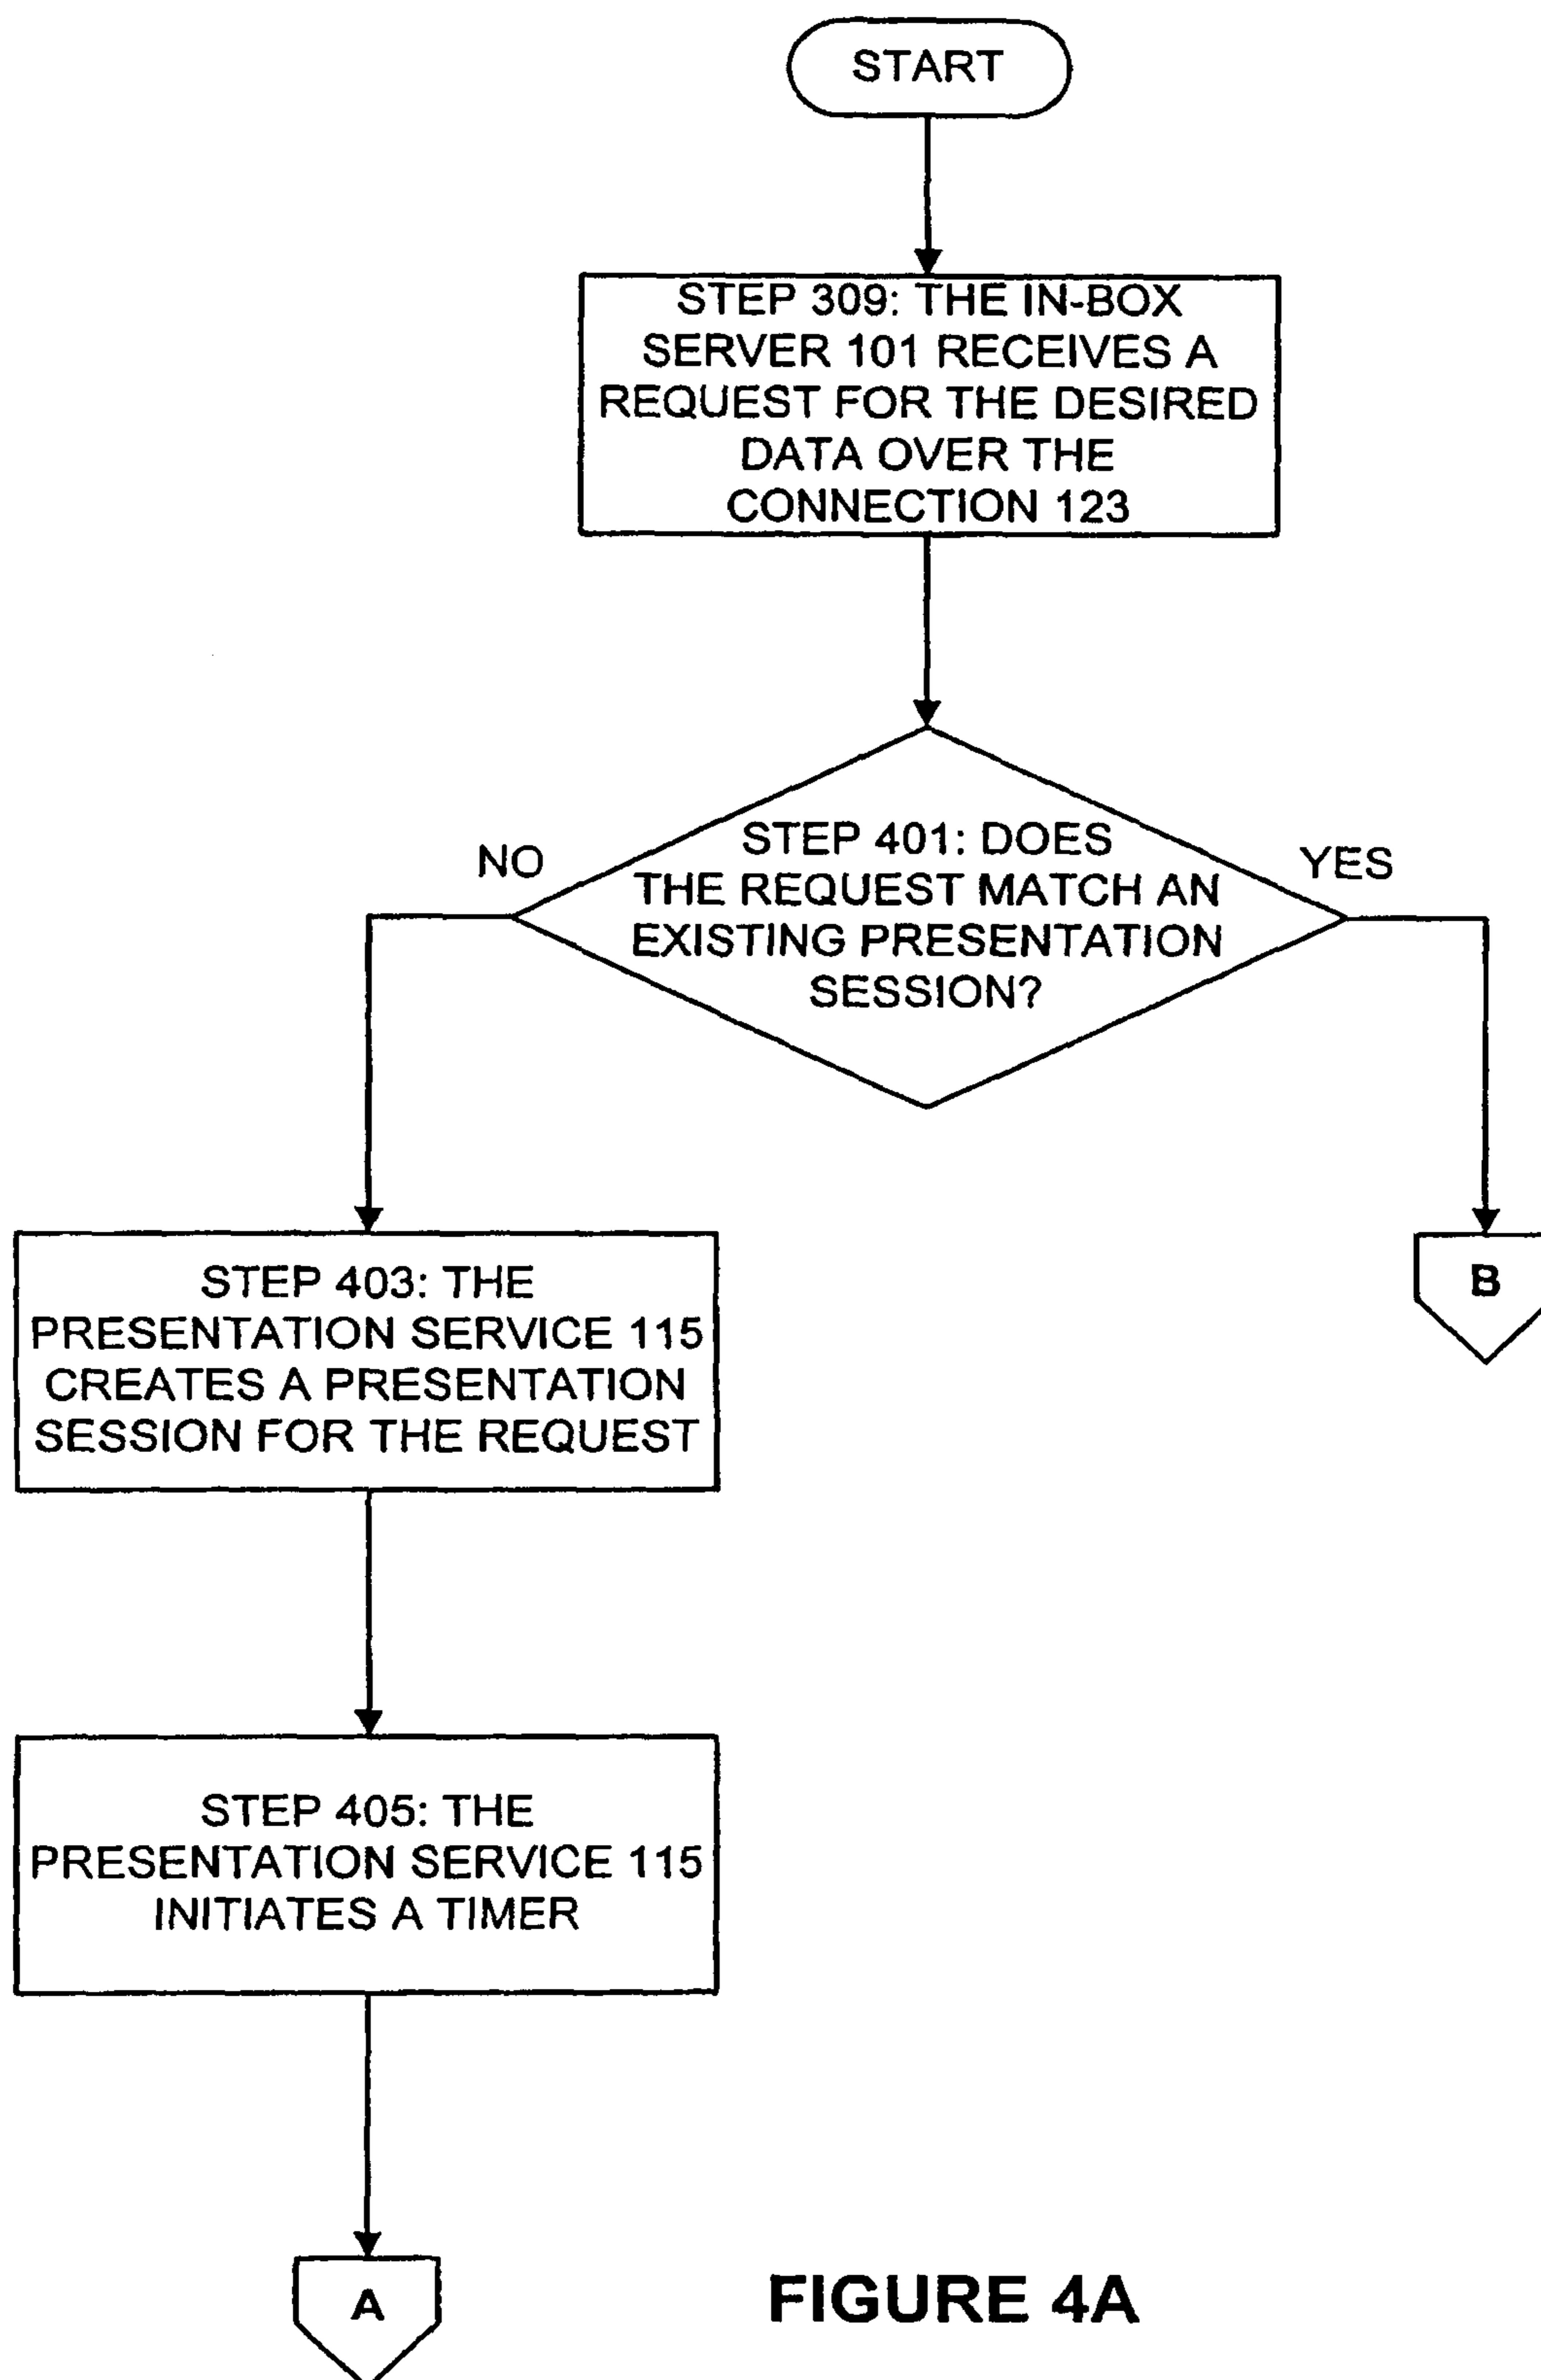 START
STEP 309: THE IN-BOX
SERVER 101 RECEIVES A
REQUEST FOR THE DESIRED
DATA OVER THE
CONNECTION 123
STEP 401: DOES
THE REQUEST MATCH AN
EXISTING PRESENTATION
SESSION?
NO
YES
STEP 403: THE
PRESENTATION SERVICE 115
CREATES A PRESENTATION
SESSION FOR THE REQUEST
B
STEP 405: THE
PRESENTATION SERVICE 115
INITIATES A TIMER
A
FIGURE 4A